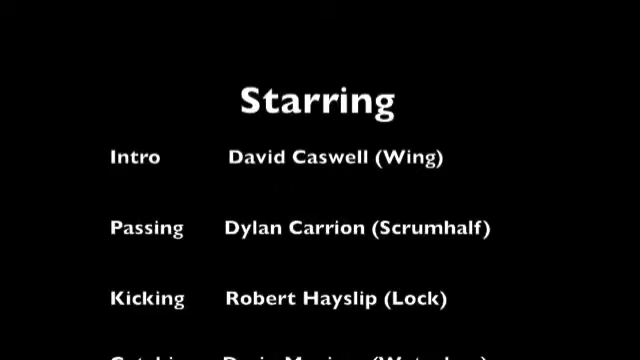 Starring
Intro David Caswell (Wing)
Passing Dylan Carrion (Scrumhalf)
Kicking Robert Hayslip (Lock)